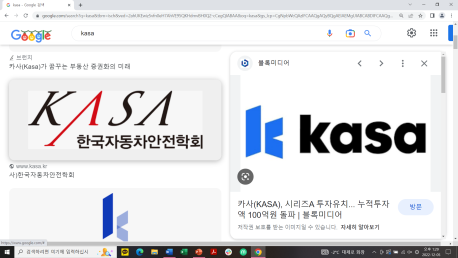 kasa - Google 검색
Google
kasa
브런치
카사(Kasa)가 꿈꾸는 부동산 증권화의 미래
KASA
한국자동차안전학회
www.kasa.kr
사)한국자동차안전학회
블록미디어
kasa
카사(KASA), 시리즈A 투자유치... 누적투자
액 100억원 돌파 | 블록미디어
방문
저작권 보호를 받는 이미지일 수 있습니다. 자세히 알아보기
검색하려면 여기에 입력하십시오